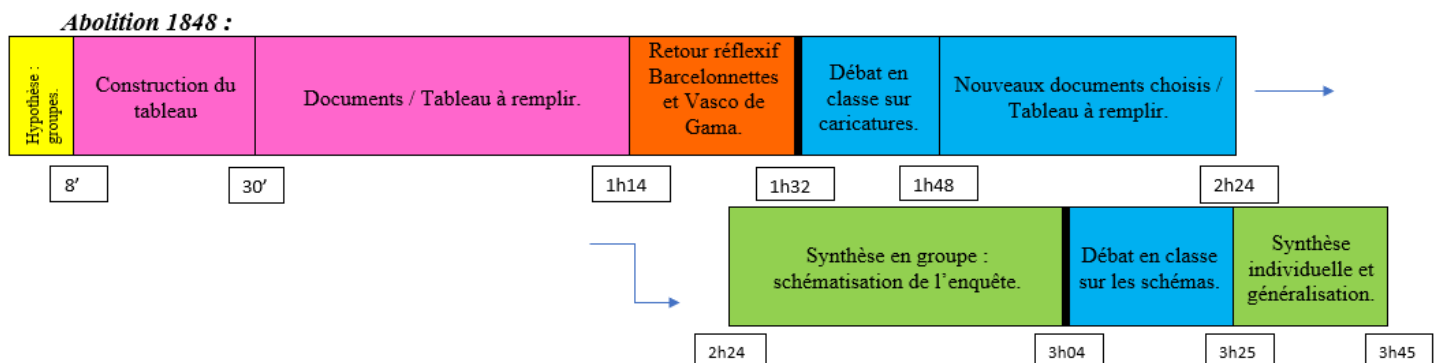 Abolition 1848 :
Hypothèse :
groupes.
Construction du
tableau
Documents / Tableau à remplir.
Retour réflexif
Barcelonnettes
et Vasco de
Gama.
Débat en
classe sur
caricatures.
Nouveaux documents choisis /
Tableau à remplir.
8’
30’
1h14
1h32
1h48
2h24
Synthèse en groupe :
schématisation de l’enquête.
Débat en classe
sur les schémas.
Synthèse
individuelle et
généralisation.
2h24
3h04
3h25
3h45